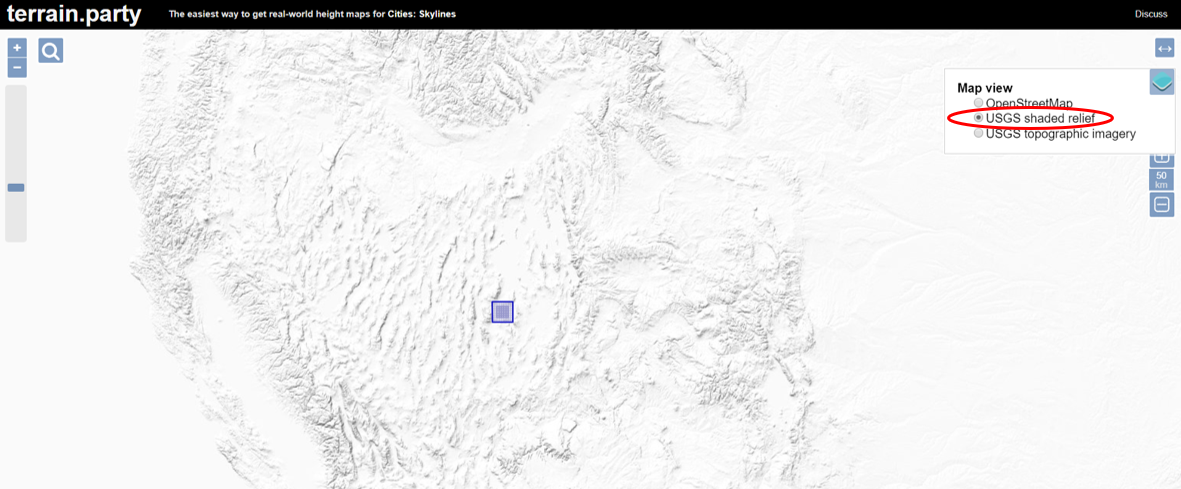 terrain.party
The easiest way to get real-world height maps for Cities: Skylines
Discuss
+
−
Map view
OpenStreetMap
USGS shaded relief
USGS topographic imagery
50
km